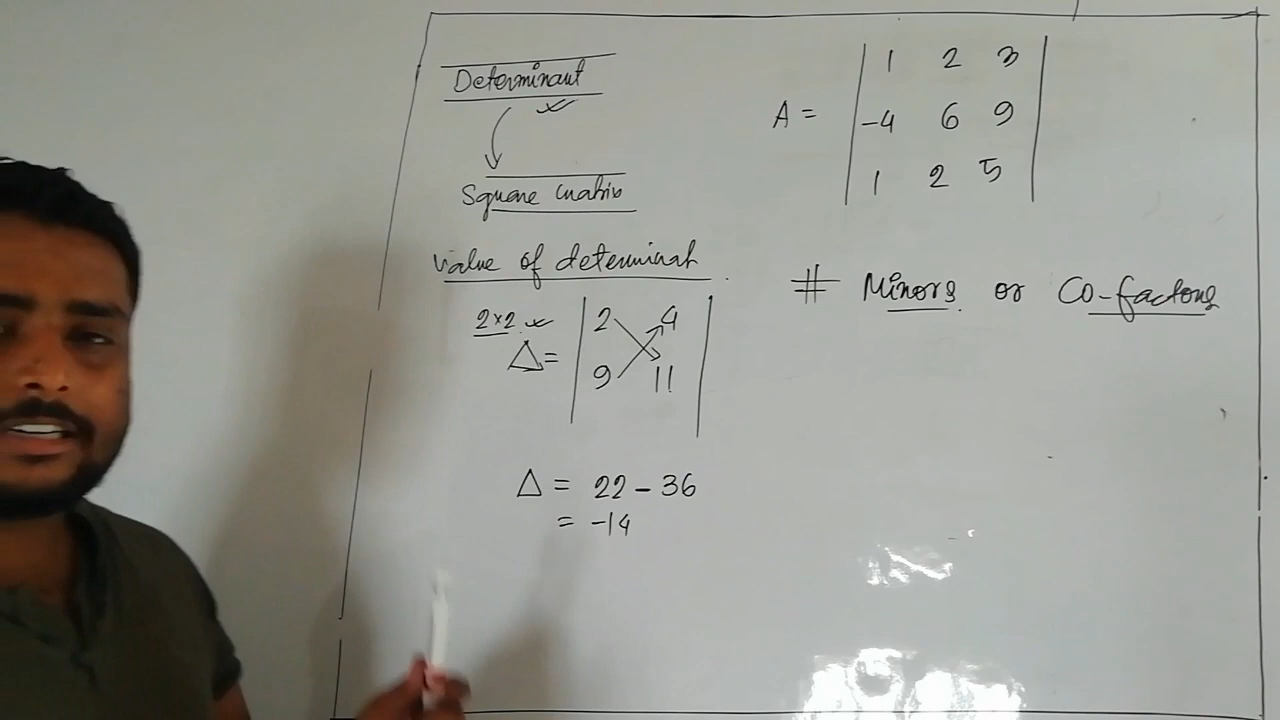 Determinant
Square matrix
Value of determinat
2×2
Δ = | 2 4 |
| 9 11 |
Δ = 22 - 36
= -14
A = | 1 2 3 |
| -4 6 9 |
| 1 2 5 |
# Minors or Co-factors